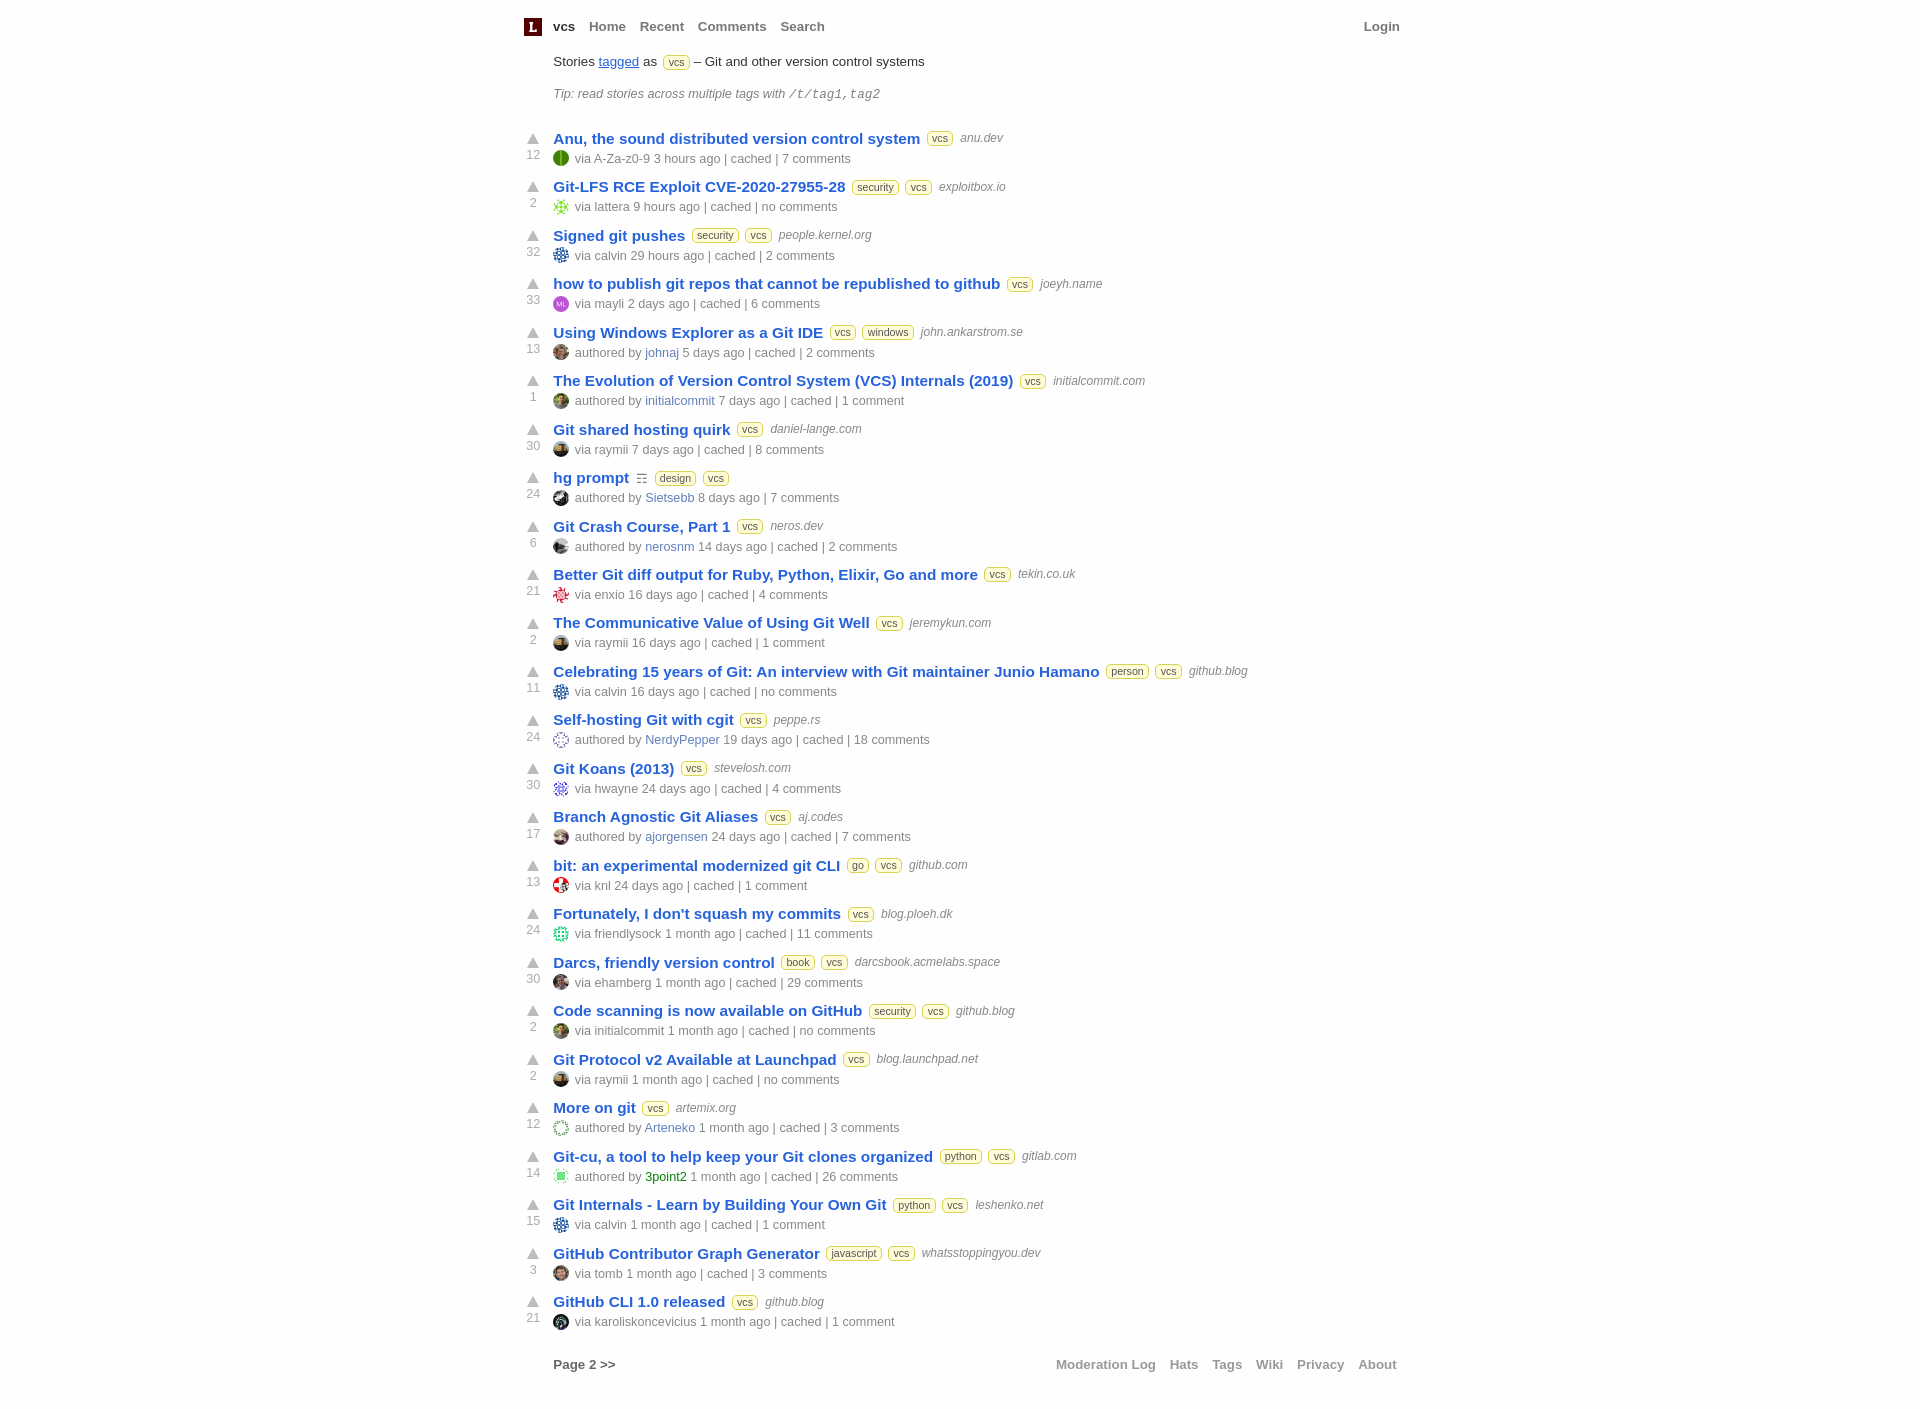 L vcs Home Recent Comments Search Login
Stories tagged as vcs – Git and other version control systems
Tip: read stories across multiple tags with /t/tag1,tag2
Anu, the sound distributed version control system vcs anu.dev
12 via A-Za-z0-9 3 hours ago | cached | 7 comments
Git-LFS RCE Exploit CVE-2020-27955-28 security vcs exploitbox.io
2 via lattera 9 hours ago | cached | no comments
Signed git pushes security vcs people.kernel.org
32 via calvin 29 hours ago | cached | 2 comments
how to publish git repos that cannot be republished to github vcs joeyh.name
33 ML via mayli 2 days ago | cached | 6 comments
Using Windows Explorer as a Git IDE vcs windows john.ankarstrom.se
13 authored by johnaj 5 days ago | cached | 2 comments
The Evolution of Version Control System (VCS) Internals (2019) vcs initialcommit.com
1 authored by initialcommit 7 days ago | cached | 1 comment
Git shared hosting quirk vcs daniel-lange.com
30 via raymii 7 days ago | cached | 8 comments
hg prompt ☶ design vcs
24 authored by Sietsebb 8 days ago | 7 comments
Git Crash Course, Part 1 vcs neros.dev
6 authored by nerosnm 14 days ago | cached | 2 comments
Better Git diff output for Ruby, Python, Elixir, Go and more vcs tekin.co.uk
21 via enxio 16 days ago | cached | 4 comments
The Communicative Value of Using Git Well vcs jeremykun.com
2 via raymii 16 days ago | cached | 1 comment
Celebrating 15 years of Git: An interview with Git maintainer Junio Hamano person vcs github.blog
11 via calvin 16 days ago | cached | no comments
Self-hosting Git with cgit vcs peppe.rs
24 authored by NerdyPepper 19 days ago | cached | 18 comments
Git Koans (2013) vcs stevelosh.com
30 via hwayne 24 days ago | cached | 4 comments
Branch Agnostic Git Aliases vcs aj.codes
17 authored by ajorgensen 24 days ago | cached | 7 comments
bit: an experimental modernized git CLI go vcs github.com
13 via knl 24 days ago | cached | 1 comment
Fortunately, I don't squash my commits vcs blog.ploeh.dk
24 via friendlysock 1 month ago | cached | 11 comments
Darcs, friendly version control book vcs darcsbook.acmelabs.space
30 via ehamberg 1 month ago | cached | 29 comments
Code scanning is now available on GitHub security vcs github.blog
2 via initialcommit 1 month ago | cached | no comments
Git Protocol v2 Available at Launchpad vcs blog.launchpad.net
2 via raymii 1 month ago | cached | no comments
More on git vcs artemix.org
12 authored by Arteneko 1 month ago | cached | 3 comments
Git-cu, a tool to help keep your Git clones organized python vcs gitlab.com
14 authored by 3point2 1 month ago | cached | 26 comments
Git Internals - Learn by Building Your Own Git python vcs leshenko.net
15 via calvin 1 month ago | cached | 1 comment
GitHub Contributor Graph Generator javascript vcs whatsstoppingyou.dev
3 via tomb 1 month ago | cached | 3 comments
GitHub CLI 1.0 released vcs github.blog
21 via karoliskoncevicius 1 month ago | cached | 1 comment
Page 2 >> Moderation Log Hats Tags Wiki Privacy About